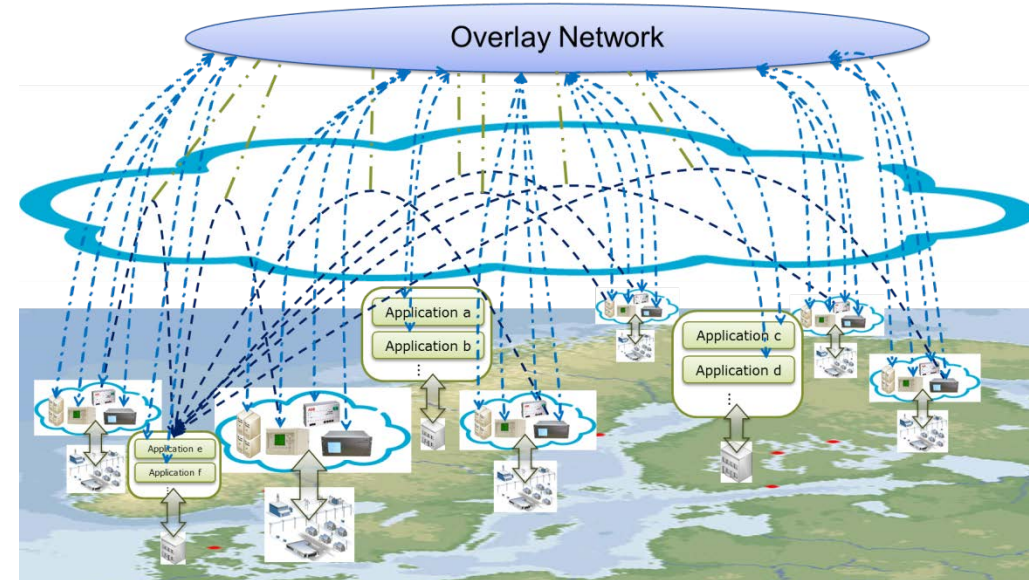 Overlay Network
Application a
Application b
⋮
Application c
Application d
⋮
Application e
Application f